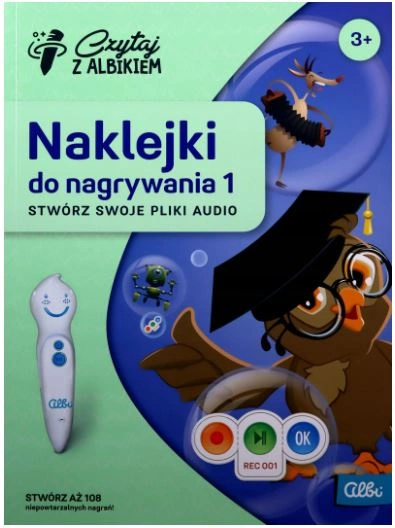 Czytaj
Z ALBIKIEM
3+
Naklejki
do nagrywania 1
STWÓRZ SWOJE PLIKI AUDIO
Albi
OK
REC 001
STWÓRZ AŻ 108
niepowtarzalnych nagrań!
Albi